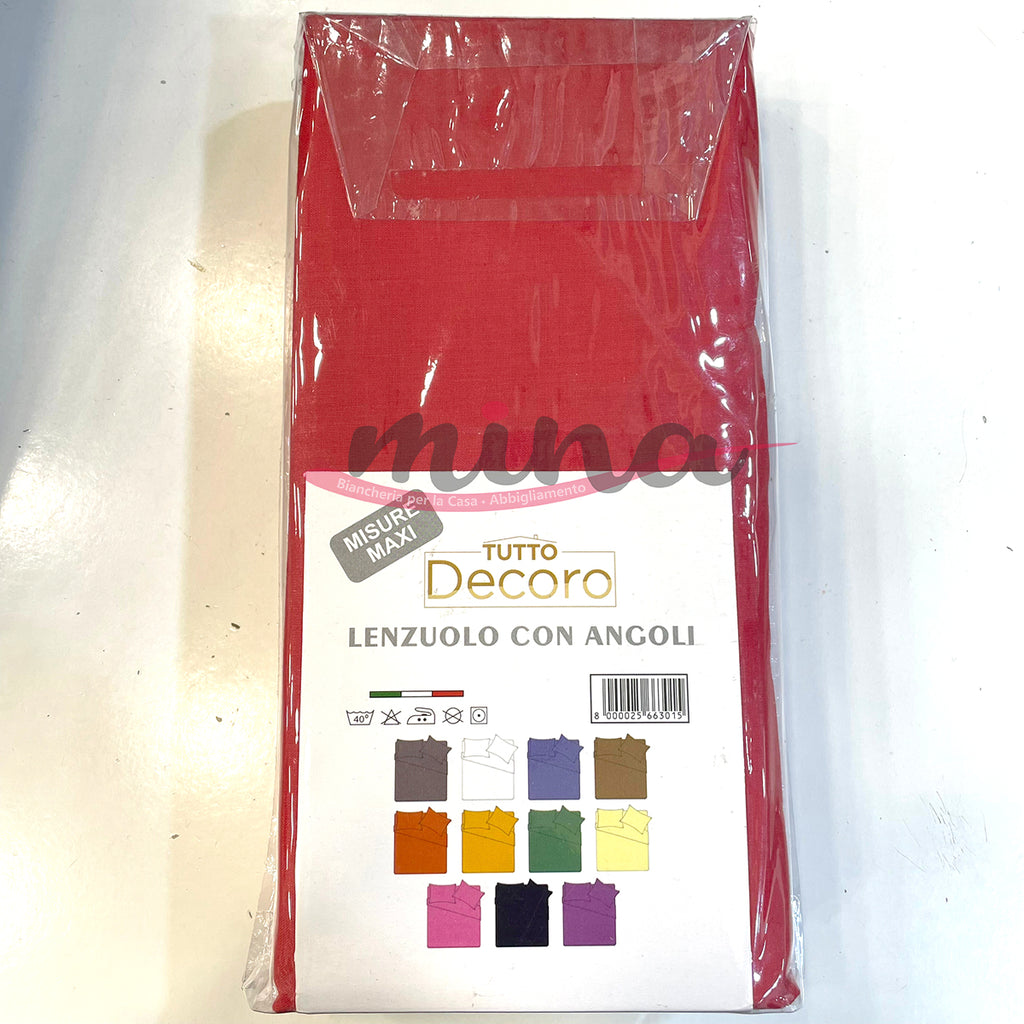 mina
Biancheria Per la Casa • Abbigliamento
MISURE
MAXI
TUTTO
Decoro
LENZUOLO CON ANGOLI
40°
8 000025 663015